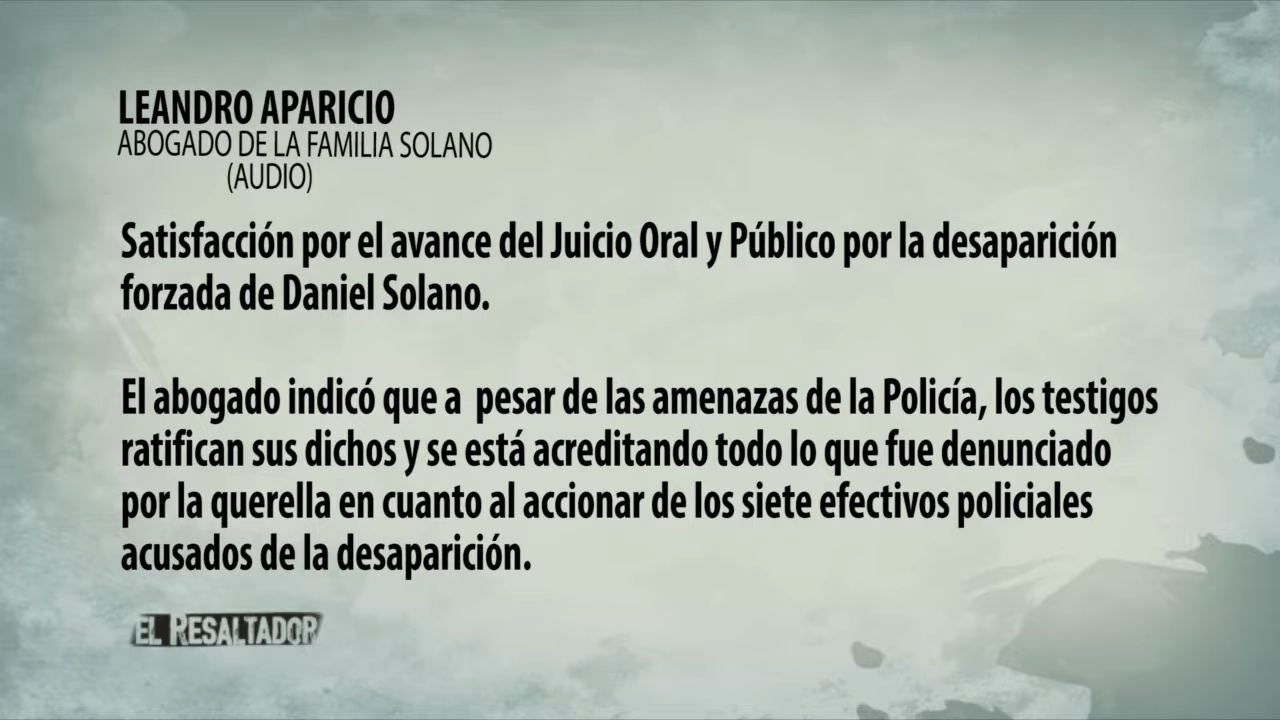 LEANDRO APARICIO
ABOGADO DE LA FAMILIA SOLANO
(AUDIO)
Satisfacción por el avance del Juicio Oral y Público por la desaparición
forzada de Daniel Solano.
El abogado indicó que a  pesar de las amenazas de la Policía, los testigos
ratifican sus dichos y se está acreditando todo lo que fue denunciado
por la querella en cuanto al accionar de los siete efectivos policiales
acusados de la desaparición.
EL RESALTADOR